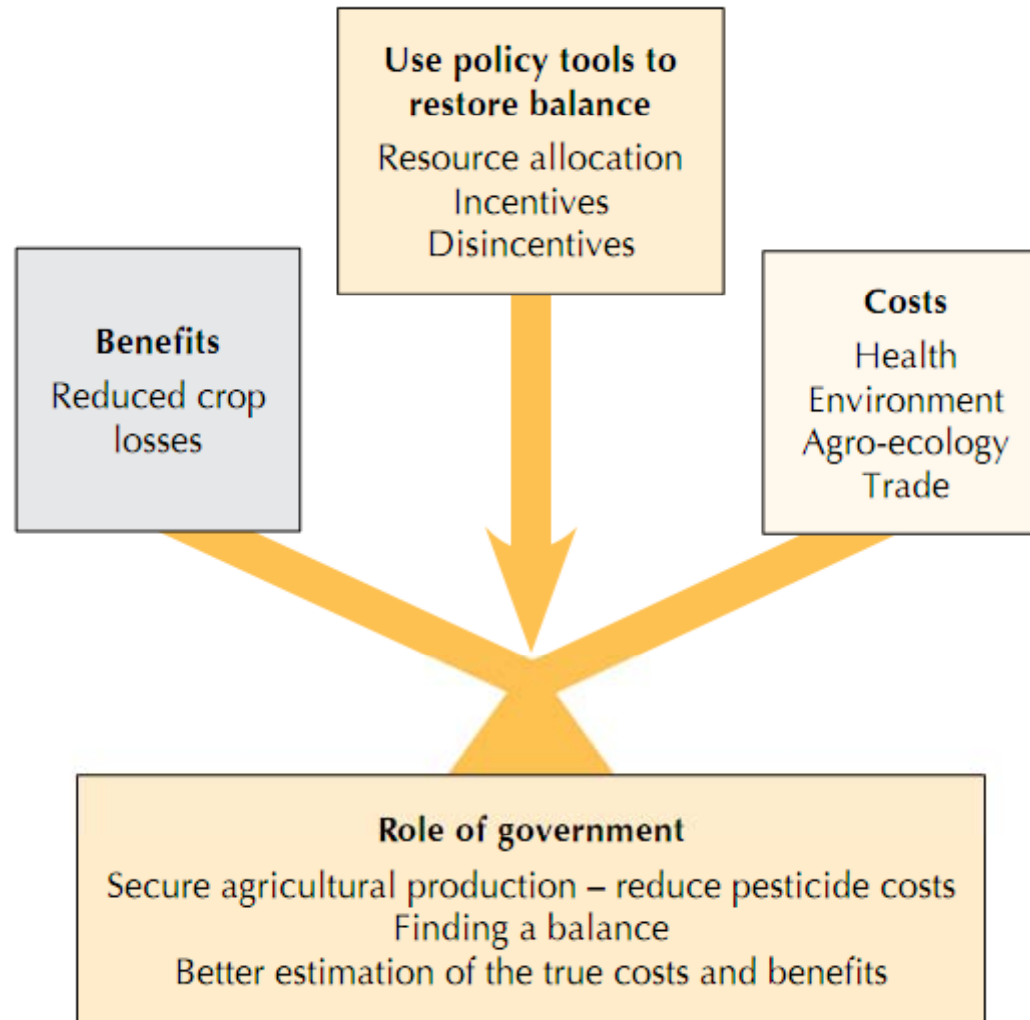 Use policy tools to
restore balance
Resource allocation
Incentives
Disincentives
Benefits
Reduced crop
losses
Costs
Health
Environment
Agro-ecology
Trade
Role of government
Secure agricultural production – reduce pesticide costs
Finding a balance
Better estimation of the true costs and benefits